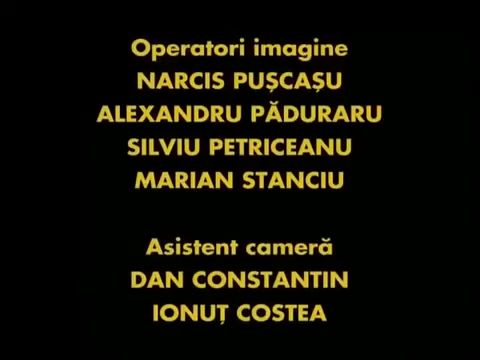 Operatori imagine
NARCIS PUȘCAȘU
ALEXANDRU PĂDURARU
SILVIU PETRICEANU
MARIAN STANCIU
Asistent cameră
DAN CONSTANTIN
IONUȚ COSTEA